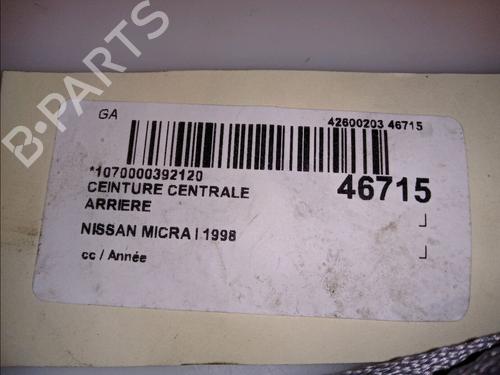 GA
42600203 46715
*1070000392120
46715
CEINTURE CENTRALE
ARRIERE
NISSAN MICRA I 1998
cc / Année
B-PARTS